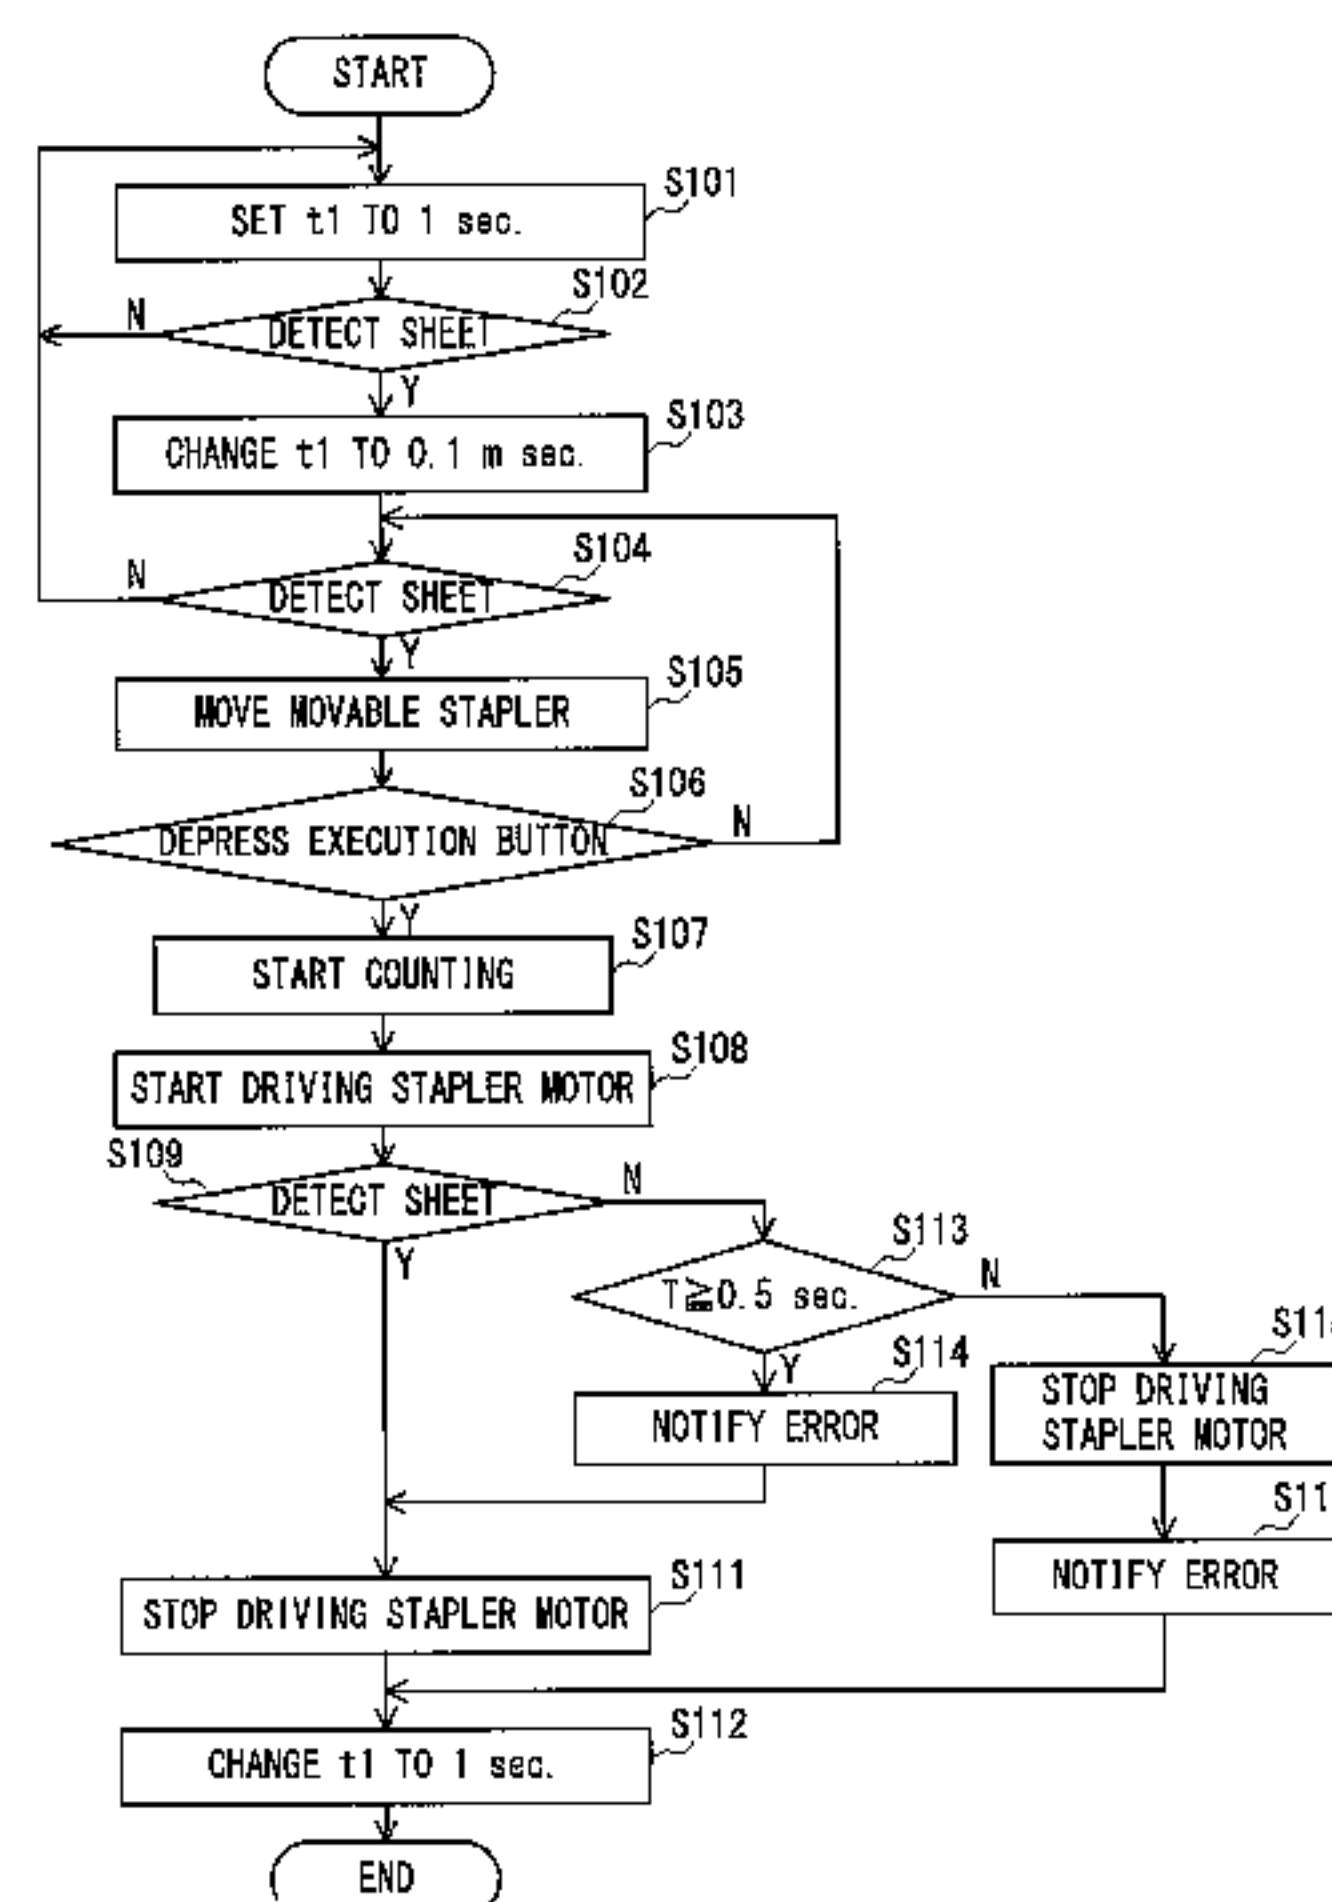 START
S101
SET t1 TO 1 sec.
S102
N
DETECT SHEET
Y
S103
CHANGE t1 TO 0.1 m sec.
S104
N
DETECT SHEET
Y
S105
MOVE MOVABLE STAPLER
S106
DEPRESS EXECUTION BUTTON
N
Y
S107
START COUNTING
S108
START DRIVING STAPLER MOTOR
S109
DETECT SHEET
N
Y
S113
T≧0.5 sec.
N
Y
S114
NOTIFY ERROR
STOP DRIVING
STAPLER MOTOR
NOTIFY ERROR
S111
STOP DRIVING STAPLER MOTOR
S112
CHANGE t1 TO 1 sec.
END